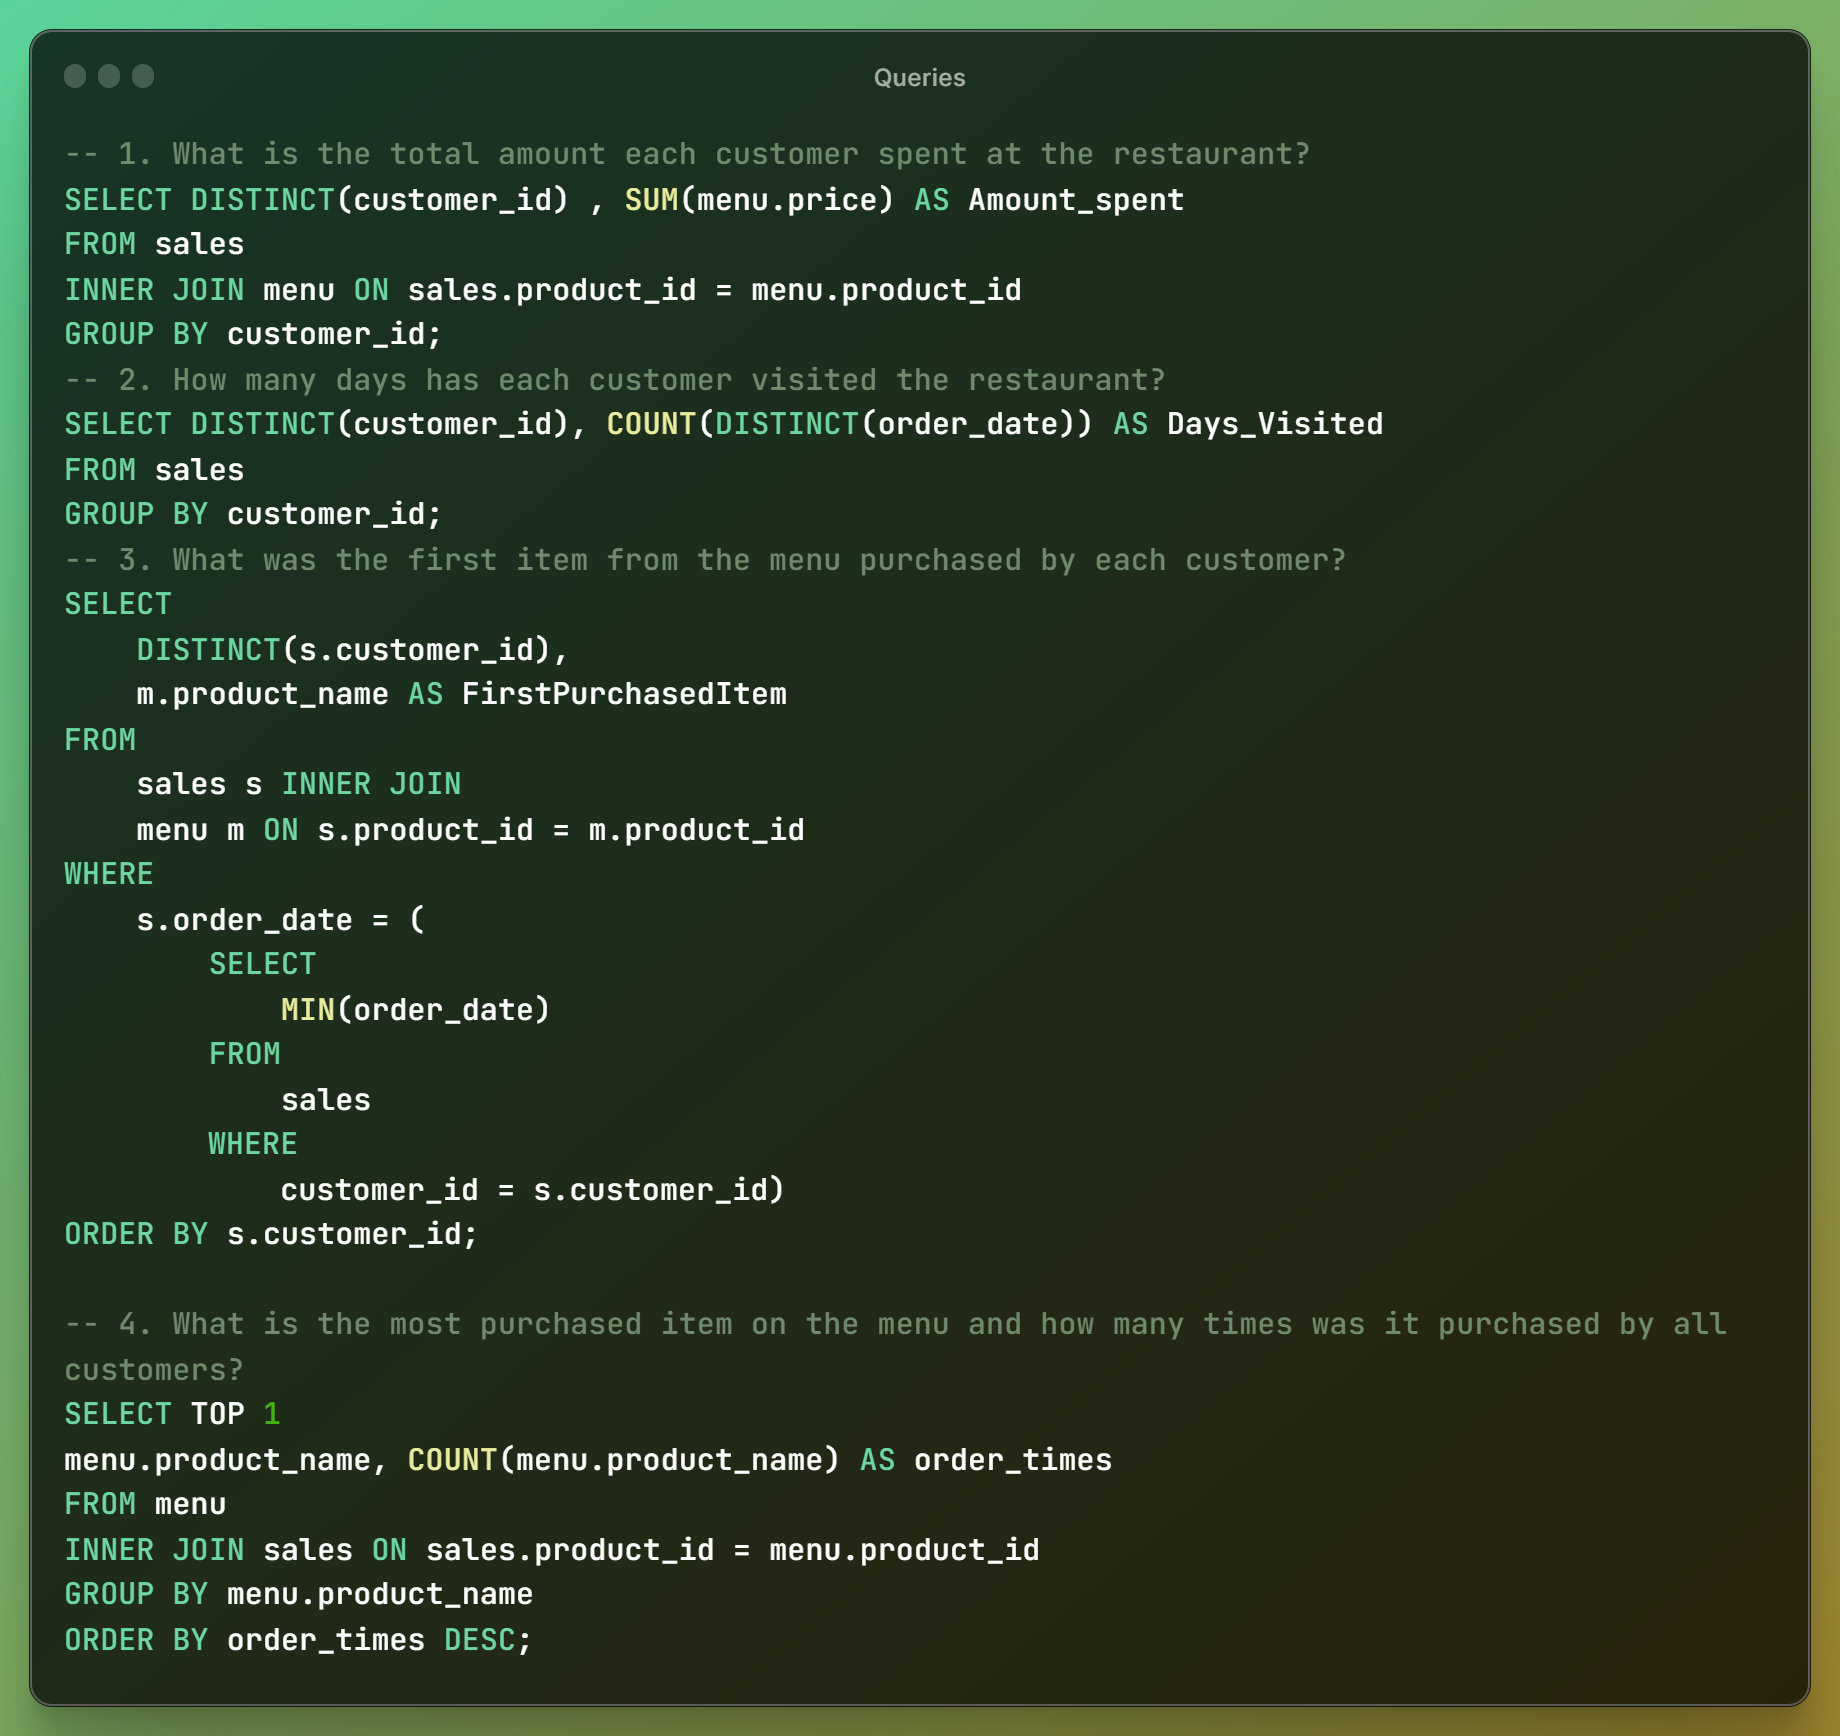 Queries
-- 1. What is the total amount each customer spent at the restaurant?
SELECT DISTINCT(customer_id) , SUM(menu.price) AS Amount_spent
FROM sales
INNER JOIN menu ON sales.product_id = menu.product_id
GROUP BY customer_id;
-- 2. How many days has each customer visited the restaurant?
SELECT DISTINCT(customer_id), COUNT(DISTINCT(order_date)) AS Days_Visited
FROM sales
GROUP BY customer_id;
-- 3. What was the first item from the menu purchased by each customer?
SELECT
    DISTINCT(s.customer_id),
    m.product_name AS FirstPurchasedItem
FROM
    sales s INNER JOIN
    menu m ON s.product_id = m.product_id
WHERE
    s.order_date = (
        SELECT
            MIN(order_date)
        FROM
            sales
        WHERE
            customer_id = s.customer_id)
ORDER BY s.customer_id;

-- 4. What is the most purchased item on the menu and how many times was it purchased by all
customers?
SELECT TOP 1
menu.product_name, COUNT(menu.product_name) AS order_times
FROM menu
INNER JOIN sales ON sales.product_id = menu.product_id
GROUP BY menu.product_name
ORDER BY order_times DESC;